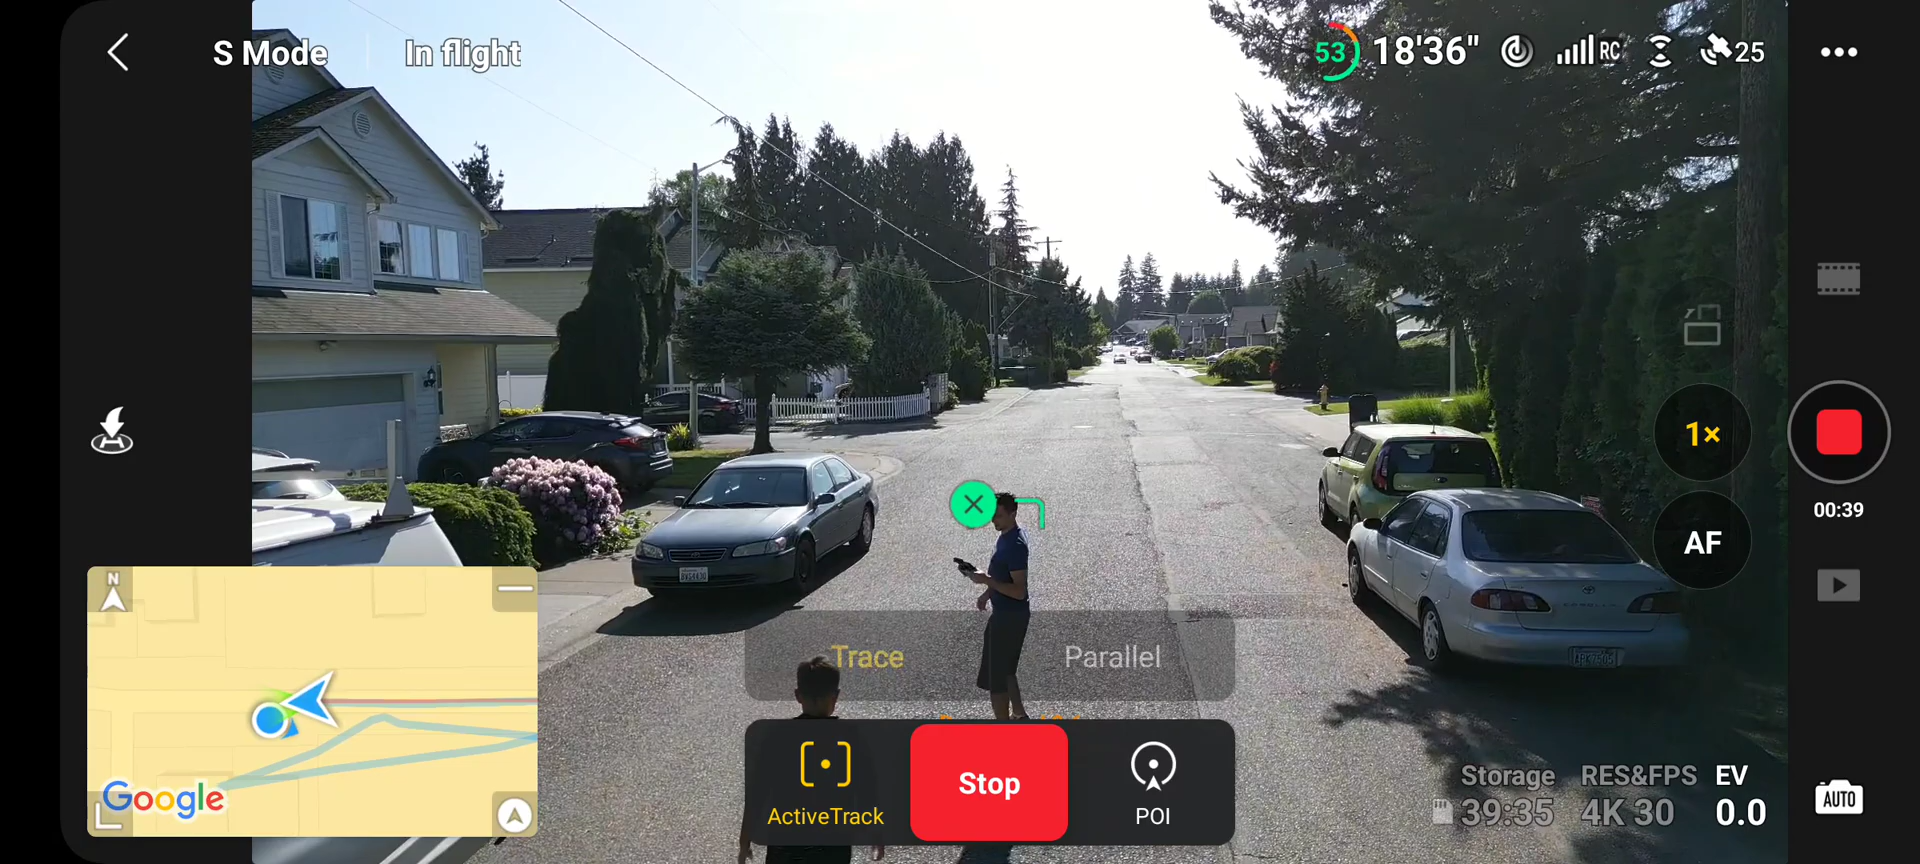 S Mode
In flight
53
18'36"
RC
25
1×
AF
00:39
N
Google
Trace
Parallel
ActiveTrack
Stop
POI
Storage
39:35
RES&FPS
4K 30
EV
0.0
AUTO
COROLLA